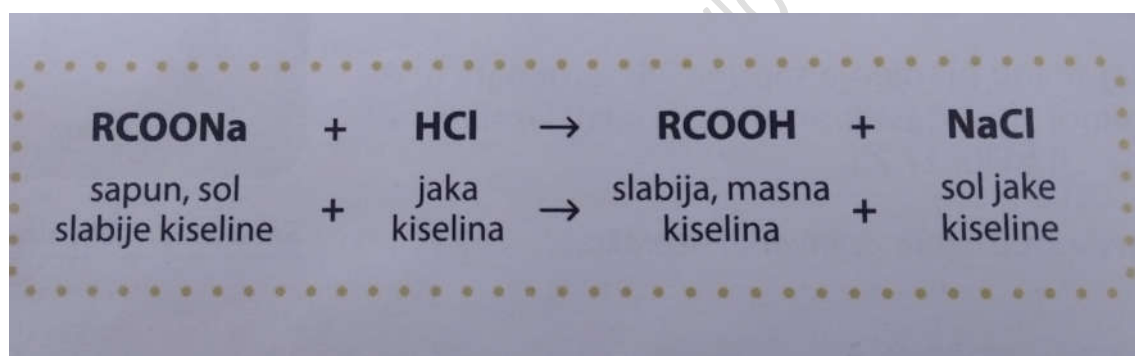 RCOONa + HCl → RCOOH + NaCl
sapun, sol slabije kiseline + jaka kiselina → slabija, masna kiselina + sol jake kiseline